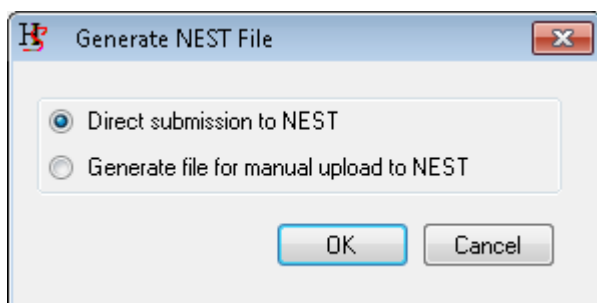 Generate NEST File
Direct submission to NEST
Generate file for manual upload to NEST
OK Cancel